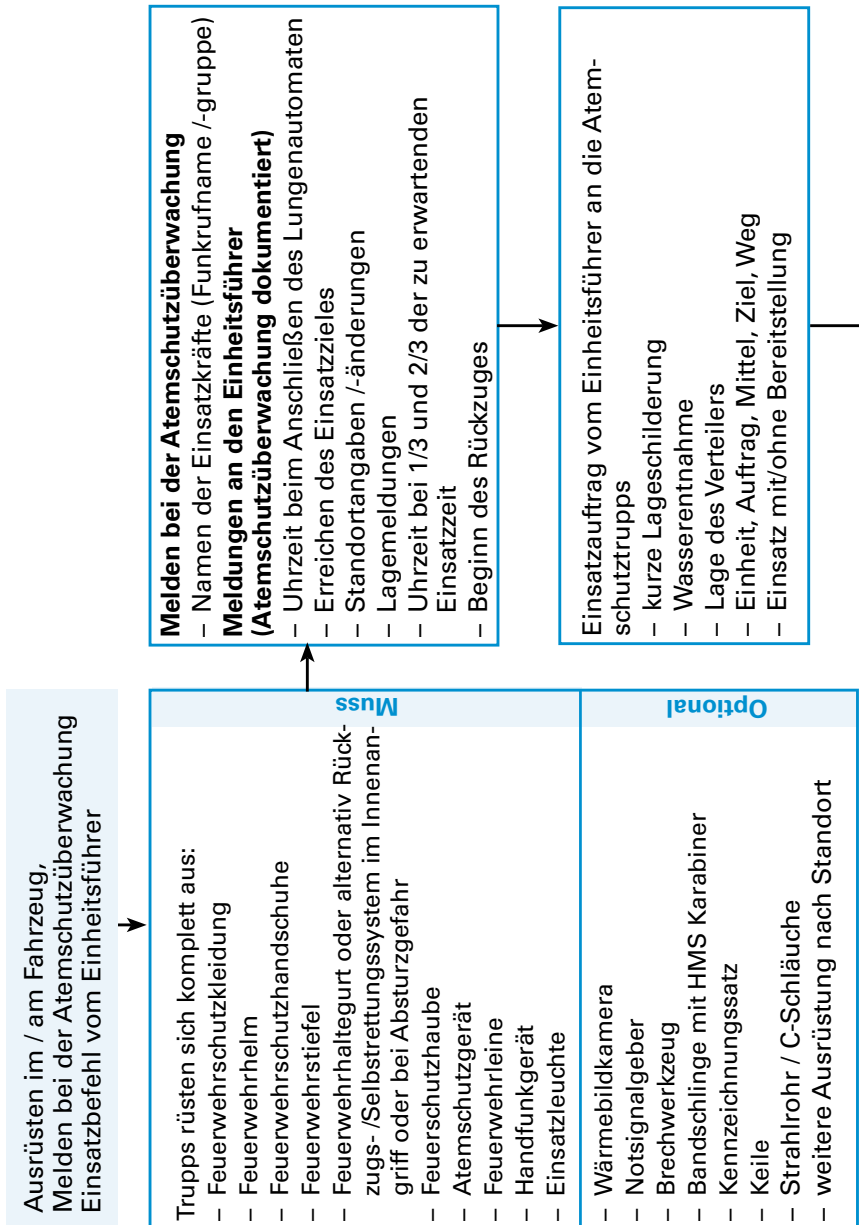 Ausrüsten im / am Fahrzeug,
Melden bei der Atemschutzüberwachung
Einsatzbefehl vom Einheitsführer
Trupps rüsten sich komplett aus:
– Feuerwehrschutzkleidung
– Feuerwehrhelm
– Feuerwehrschutzhandschuhe
– Feuerwehrstiefel
– Feuerwehrhaltegurt oder alternativ Rück-
zugs- /Selbstrettungssystem im Innenan-
griff oder bei Absturzgefahr
– Feuerschutzhaube
– Atemschutzgerät
– Feuerwehrleine
– Handfunkgerät
– Einsatzleuchte
Muss
– Wärmebildkamera
– Notsignalgeber
– Brechwerkzeug
– Bandschlinge mit HMS Karabiner
– Kennzeichnungssatz
– Keile
– Strahlrohr / C-Schläuche
– weitere Ausrüstung nach Standort
Optional
Melden bei der Atemschutzüberwachung
– Namen der Einsatzkräfte (Funkrufname /-gruppe)
Meldungen an den Einheitsführer
(Atemschutzüberwachung dokumentiert)
– Uhrzeit beim Anschließen des Lungenautomaten
– Erreichen des Einsatzzieles
– Standortangaben /-änderungen
– Lagemeldungen
– Uhrzeit bei 1/3 und 2/3 der zu erwartenden
Einsatzzeit
– Beginn des Rückzuges
Einsatzauftrag vom Einheitsführer an die Atem-
schutztrupps
– kurze Lageschilderung
– Wasserentnahme
– Lage des Verteilers
– Einheit, Auftrag, Mittel, Ziel, Weg
– Einsatz mit/ohne Bereitstellung